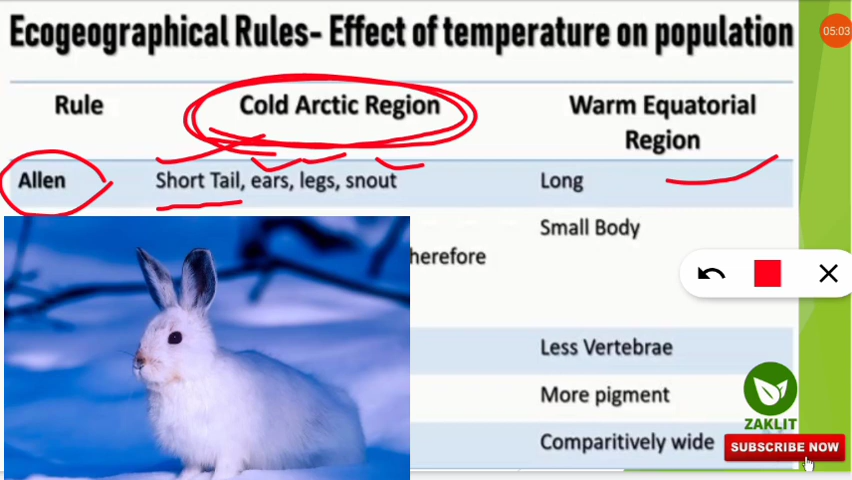 Ecogeographical Rules- Effect of temperature on population
05:03
Rule
Cold Arctic Region
Warm Equatorial
Region
Allen
Short Tail, ears, legs, snout
Long
Small Body
herefore
Less Vertebrae
More pigment
Comparitively wide
ZAKLIT
SUBSCRIBE NOW